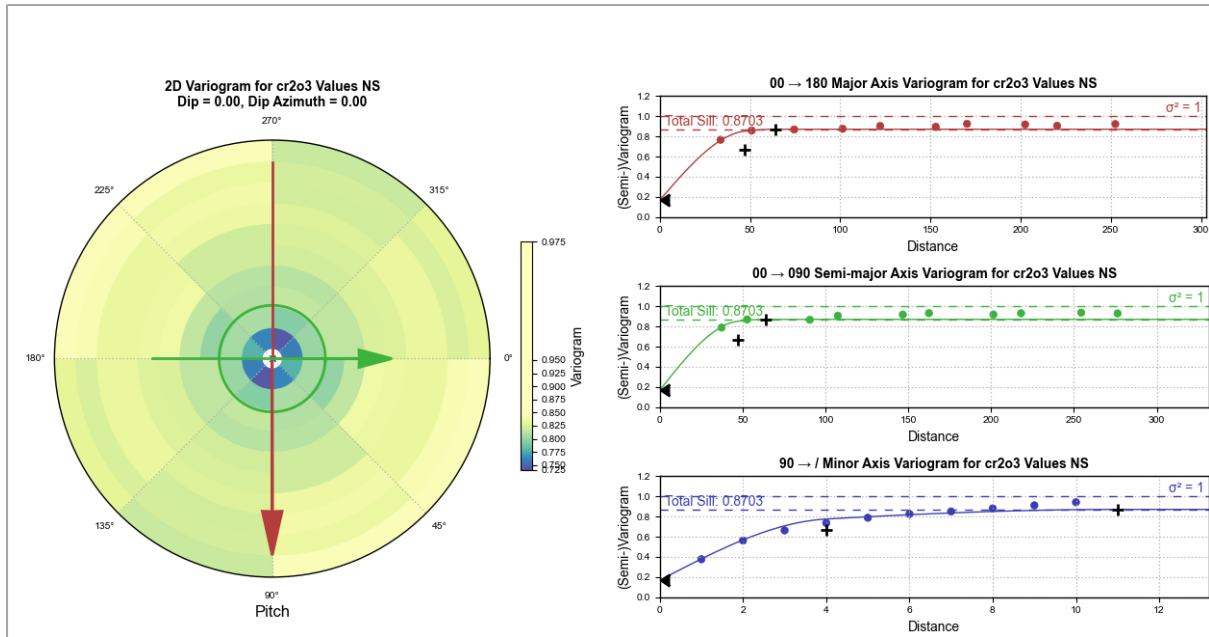 2D Variogram for cr2o3 Values NS
Dip = 0.00, Dip Azimuth = 0.00
270°
225°
315°
180°
0°
135°
45°
90°
Pitch
0.975
0.950
0.925
0.900
0.875
0.850
0.825
0.800
0.775
0.750
0.725
Variogram
00 → 180 Major Axis Variogram for cr2o3 Values NS
Total Sill: 0.8703
σ² = 1
1.2
1.0
0.8
0.6
0.4
0.2
0.0
(Semi-)Variogram
0 50 100 150 200 250 300
Distance
00 → 090 Semi-major Axis Variogram for cr2o3 Values NS
Total Sill: 0.8703
σ² = 1
1.2
1.0
0.8
0.6
0.4
0.2
0.0
(Semi-)Variogram
0 50 100 150 200 250 300
Distance
90 → / Minor Axis Variogram for cr2o3 Values NS
Total Sill: 0.8703
σ² = 1
1.2
1.0
0.8
0.6
0.4
0.2
0.0
(Semi-)Variogram
0 2 4 6 8 10 12
Distance